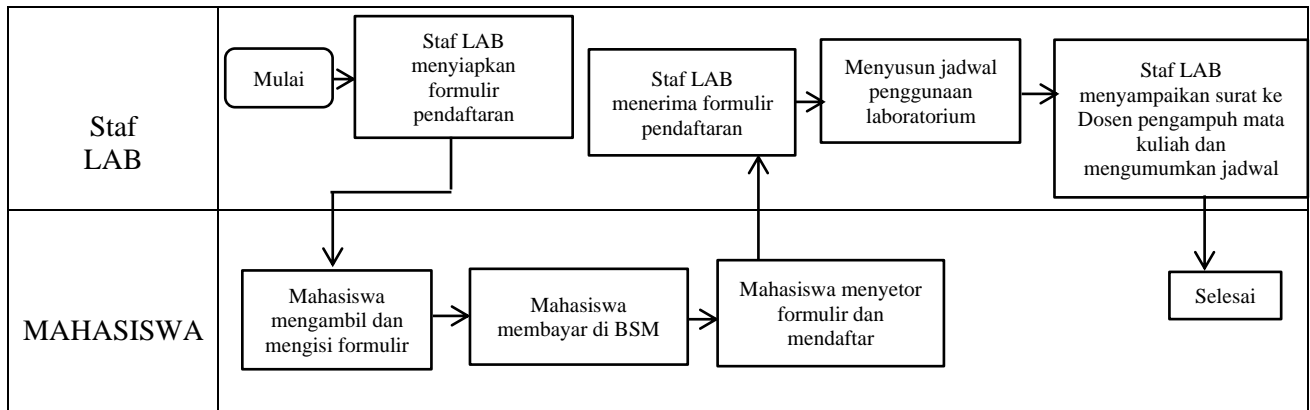 Staf
LAB
Mulai
Staf LAB
menyiapkan
formulir
pendaftaran
Staf LAB
menerima formulir
pendaftaran
Menyusun jadwal
penggunaan
laboratorium
Staf LAB
menyampaikan surat ke
Dosen pengampuh mata
kuliah dan
mengumumkan jadwal
MAHASISWA
Mahasiswa
mengambil dan
mengisi formulir
Mahasiswa
membayar di BSM
Mahasiswa menyetor
formulir dan
mendaftar
Selesai